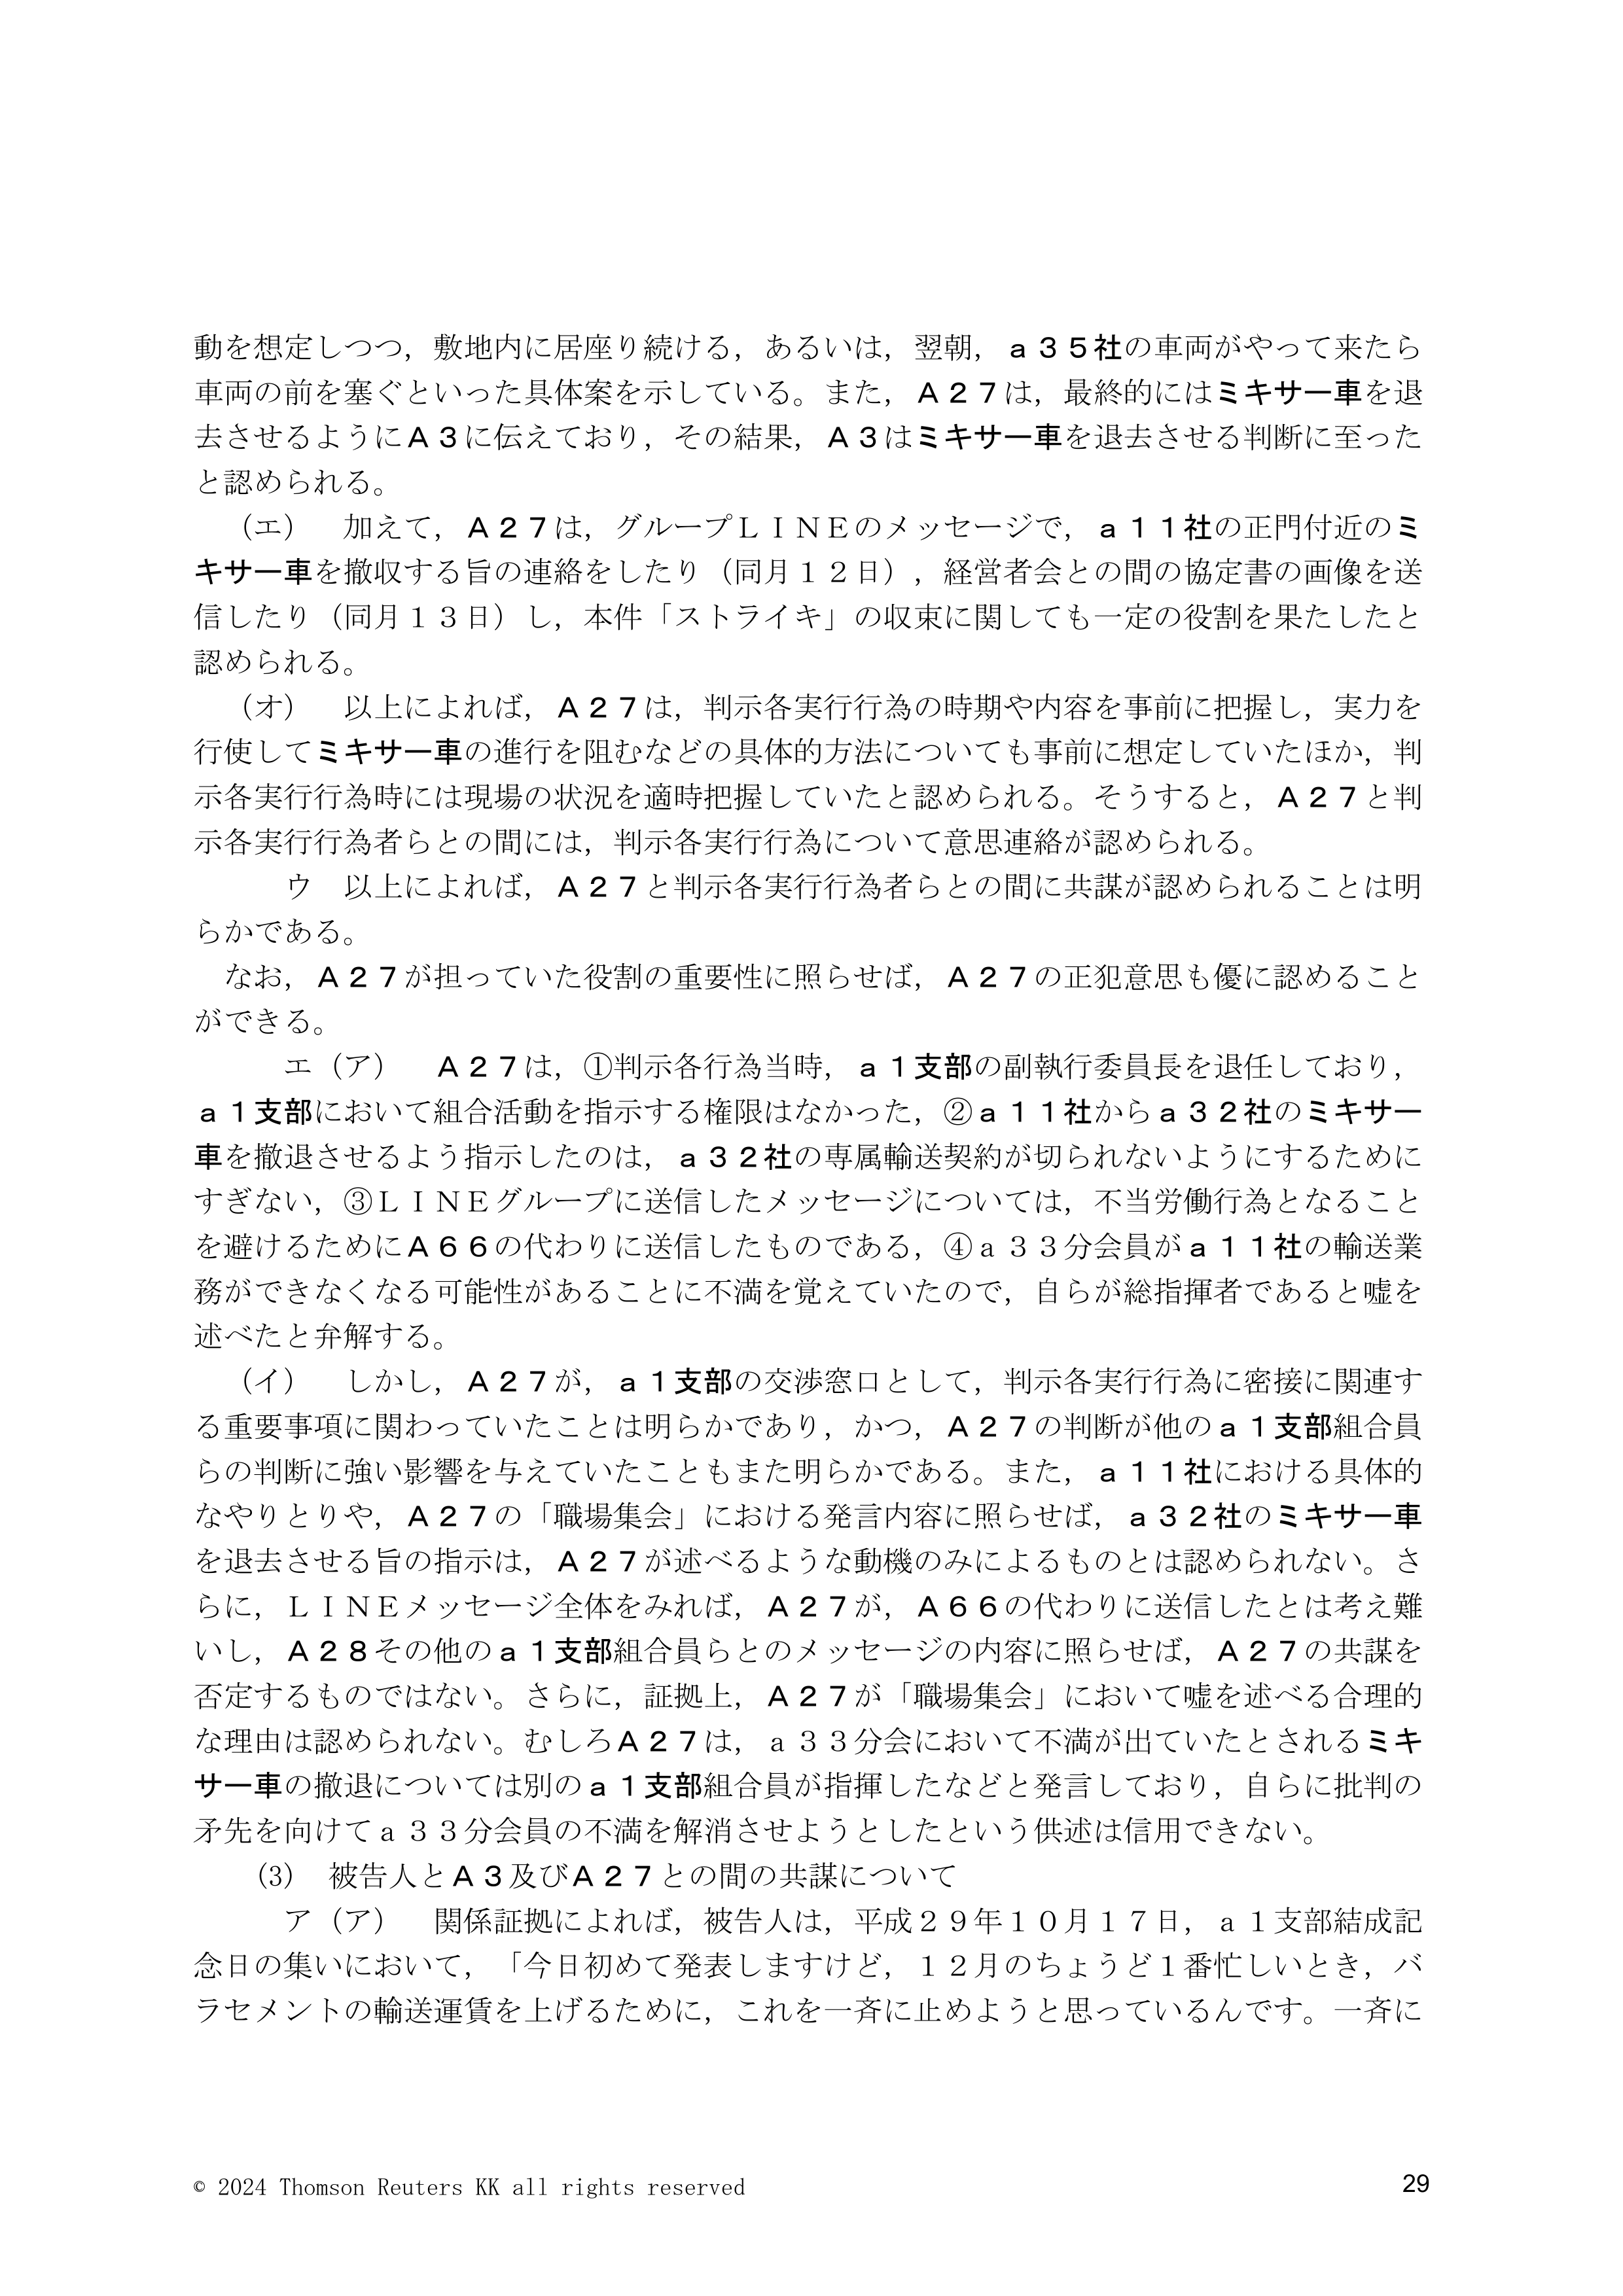 動を想定しつつ，敷地内に居座り続ける，あるいは，翌朝，ａ３５社の車両がやって来たら
車両の前を塞ぐといった具体案を示している。また，Ａ２７は，最終的にはミキサー車を退
去させるようにＡ３に伝えており，その結果，Ａ３はミキサー車を退去させる判断に至った
と認められる。
（エ）　加えて，Ａ２７は，グループＬＩＮＥのメッセージで，ａ１１社の正門付近のミ
キサー車を撤収する旨の連絡をしたり（同月１２日），経営者会との間の協定書の画像を送
信したり（同月１３日）し，本件「ストライキ」の収束に関しても一定の役割を果たしたと
認められる。
（オ）　以上によれば，Ａ２７は，判示各実行行為の時期や内容を事前に把握し，実力を
行使してミキサー車の進行を阻むなどの具体的方法についても事前に想定していたほか，判
示各実行行為時には現場の状況を適時把握していたと認められる。そうすると，Ａ２７と判
示各実行行為者らとの間には，判示各実行行為について意思連絡が認められる。
ウ　以上によれば，Ａ２７と判示各実行行為者らとの間に共謀が認められることは明
らかである。
なお，Ａ２７が担っていた役割の重要性に照らせば，Ａ２７の正犯意思も優に認めること
ができる。
エ（ア）　Ａ２７は，①判示各行為当時，ａ１支部の副執行委員長を退任しており，
ａ１支部において組合活動を指示する権限はなかった，②ａ１１社からａ３２社のミキサー
車を撤退させるよう指示したのは，ａ３２社の専属輸送契約が切られないようにするために
すぎない，③ＬＩＮＥグループに送信したメッセージについては，不当労働行為となること
を避けるためにＡ６６の代わりに送信したものである，④ａ３３分会員がａ１１社の輸送業
務ができなくなる可能性があることに不満を覚えていたので，自らが総指揮者であると嘘を
述べたと弁解する。
（イ）　しかし，Ａ２７が，ａ１支部の交渉窓口として，判示各実行行為に密接に関連す
る重要事項に関わっていたことは明らかであり，かつ，Ａ２７の判断が他のａ１支部組合員
らの判断に強い影響を与えていたこともまた明らかである。また，ａ１１社における具体的
なやりとりや，Ａ２７の「職場集会」における発言内容に照らせば，ａ３２社のミキサー車
を退去させる旨の指示は，Ａ２７が述べるような動機のみによるものとは認められない。さ
らに，ＬＩＮＥメッセージ全体をみれば，Ａ２７が，Ａ６６の代わりに送信したとは考え難
いし，Ａ２８その他のａ１支部組合員らとのメッセージの内容に照らせば，Ａ２７の共謀を
否定するものではない。さらに，証拠上，Ａ２７が「職場集会」において嘘を述べる合理的
な理由は認められない。むしろＡ２７は，ａ３３分会において不満が出ていたとされるミキ
サー車の撤退については別のａ１支部組合員が指揮したなどと発言しており，自らに批判の
矛先を向けてａ３３分会員の不満を解消させようとしたという供述は信用できない。
(3)　被告人とＡ３及びＡ２７との間の共謀について
ア（ア）　関係証拠によれば，被告人は，平成２９年１０月１７日，ａ１支部結成記
念日の集いにおいて，「今日初めて発表しますけど，１２月のちょうど１番忙しいとき，バ
ラセメントの輸送運賃を上げるために，これを一斉に止めようと思っているんです。一斉に
© 2024 Thomson Reuters KK all rights reserved
29